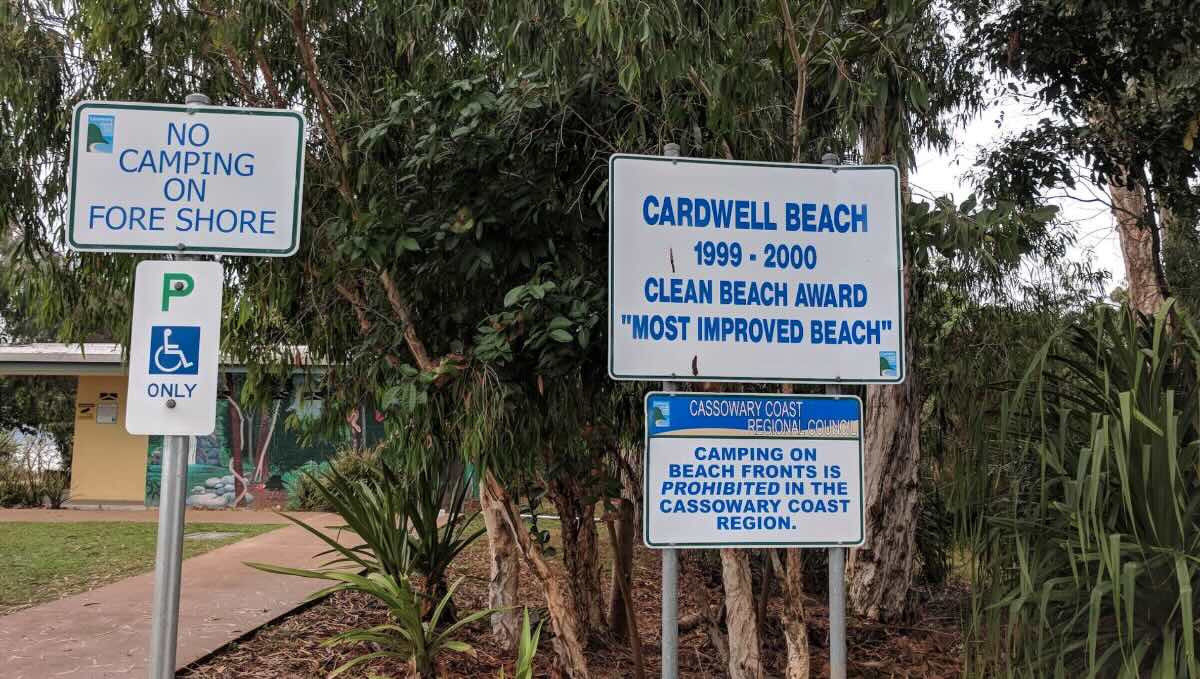 NO
CAMPING
ON
FORE SHORE
P
ONLY
CARDWELL BEACH
1999 - 2000
CLEAN BEACH AWARD
"MOST IMPROVED BEACH"
CASSOWARY COAST
REGIONAL COUNCIL
CAMPING ON
BEACH FRONTS IS
PROHIBITED IN THE
CASSOWARY COAST
REGION.